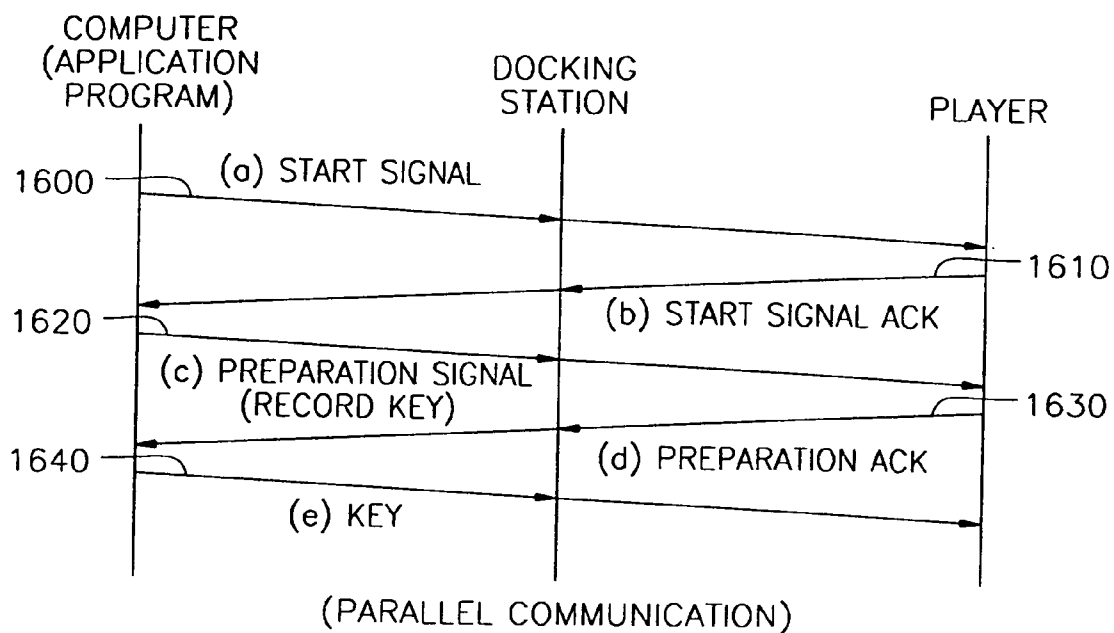 COMPUTER
(APPLICATION
PROGRAM)
DOCKING
STATION
PLAYER
1600
(a) START SIGNAL
1610
(b) START SIGNAL ACK
1620
(c) PREPARATION SIGNAL
(RECORD KEY)
1630
(d) PREPARATION ACK
1640
(e) KEY
(PARALLEL COMMUNICATION)